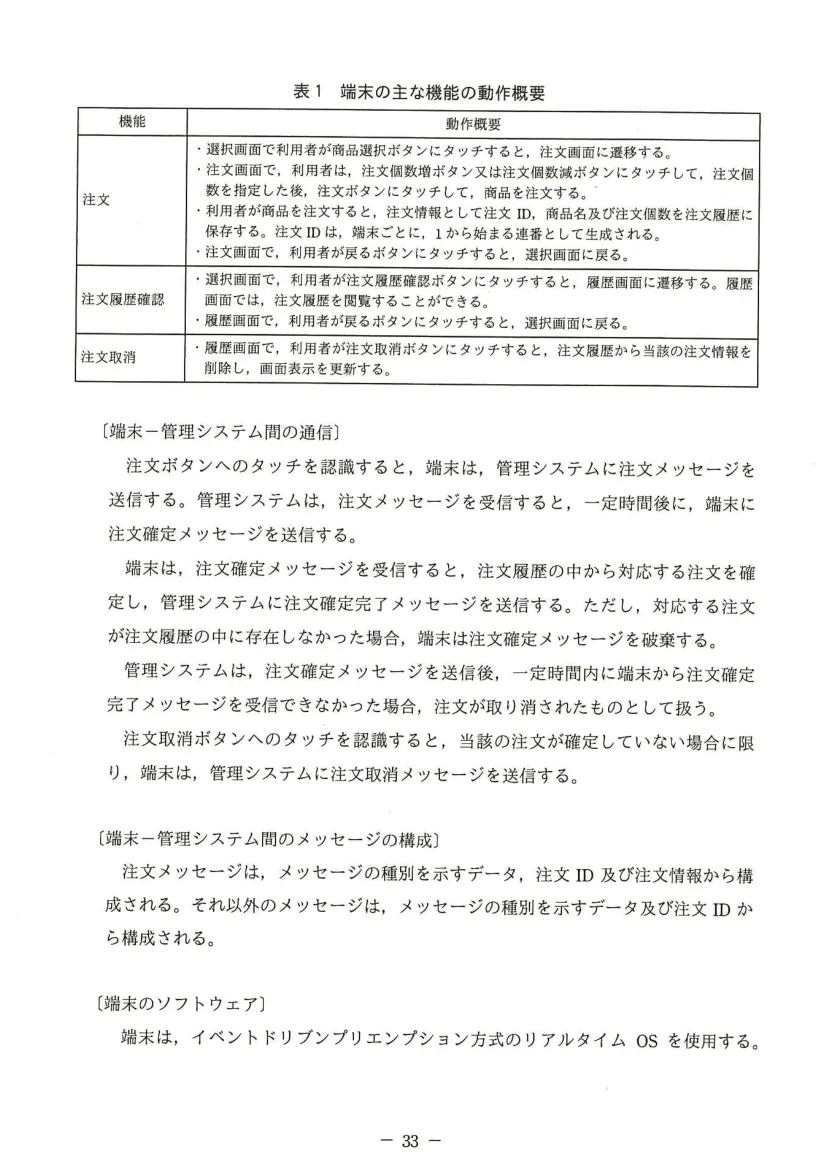 表1 端末の主な機能の動作概要
機能
動作概要
注文
・選択画面で利用者が商品選択ボタンにタッチすると，注文画面に遷移する。
・注文画面で，利用者は，注文個数増ボタン又は注文個数減ボタンにタッチして，注文個
数を指定した後，注文ボタンにタッチして，商品を注文する。
・利用者が商品を注文すると，注文情報として注文 ID，商品名及び注文個数を注文履歴に
保存する。注文 ID は，端末ごとに，1から始まる連番として生成される。
・注文画面で，利用者が戻るボタンにタッチすると，選択画面に戻る。
注文履歴確認
・選択画面で，利用者が注文履歴確認ボタンにタッチすると，履歴画面に遷移する。履歴
画面では，注文履歴を閲覧することができる。
・履歴画面で，利用者が戻るボタンにタッチすると，選択画面に戻る。
注文取消
・履歴画面で，利用者が注文取消ボタンにタッチすると，注文履歴から当該の注文情報を
削除し，画面表示を更新する。
〔端末－管理システム間の通信〕
注文ボタンへのタッチを認識すると，端末は，管理システムに注文メッセージを
送信する。管理システムは，注文メッセージを受信すると，一定時間後に，端末に
注文確定メッセージを送信する。
端末は，注文確定メッセージを受信すると，注文履歴の中から対応する注文を確
定し，管理システムに注文確定完了メッセージを送信する。ただし，対応する注文
が注文履歴の中に存在しなかった場合，端末は注文確定メッセージを破棄する。
管理システムは，注文確定メッセージを送信後，一定時間内に端末から注文確定
完了メッセージを受信できなかった場合，注文が取り消されたものとして扱う。
注文取消ボタンへのタッチを認識すると，当該の注文が確定していない場合に限
り，端末は，管理システムに注文取消メッセージを送信する。
〔端末－管理システム間のメッセージの構成〕
注文メッセージは，メッセージの種別を示すデータ，注文 ID 及び注文情報から構
成される。それ以外のメッセージは，メッセージの種別を示すデータ及び注文 ID か
ら構成される。
〔端末のソフトウェア〕
端末は，イベントドリブンプリエンプション方式のリアルタイム OS を使用する。
－ 33 －